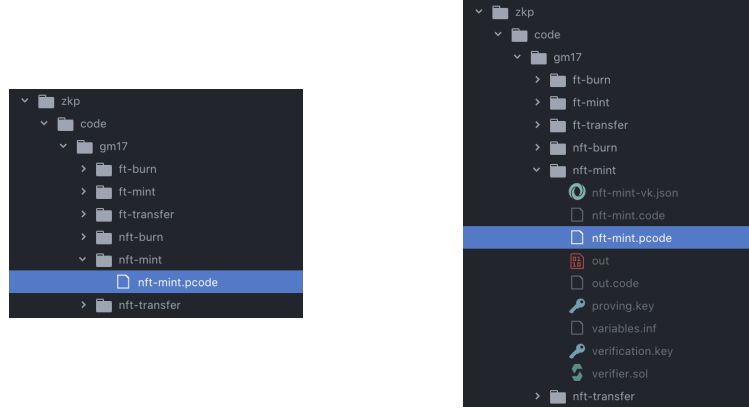 zkp
code
gm17
ft-burn
ft-mint
ft-transfer
nft-burn
nft-mint
nft-mint.pcode
nft-transfer
zkp
code
gm17
ft-burn
ft-mint
ft-transfer
nft-burn
nft-mint
nft-mint-vk.json
nft-mint.code
nft-mint.pcode
out
out.code
proving.key
variables.inf
verification.key
verifier.sol
nft-transfer